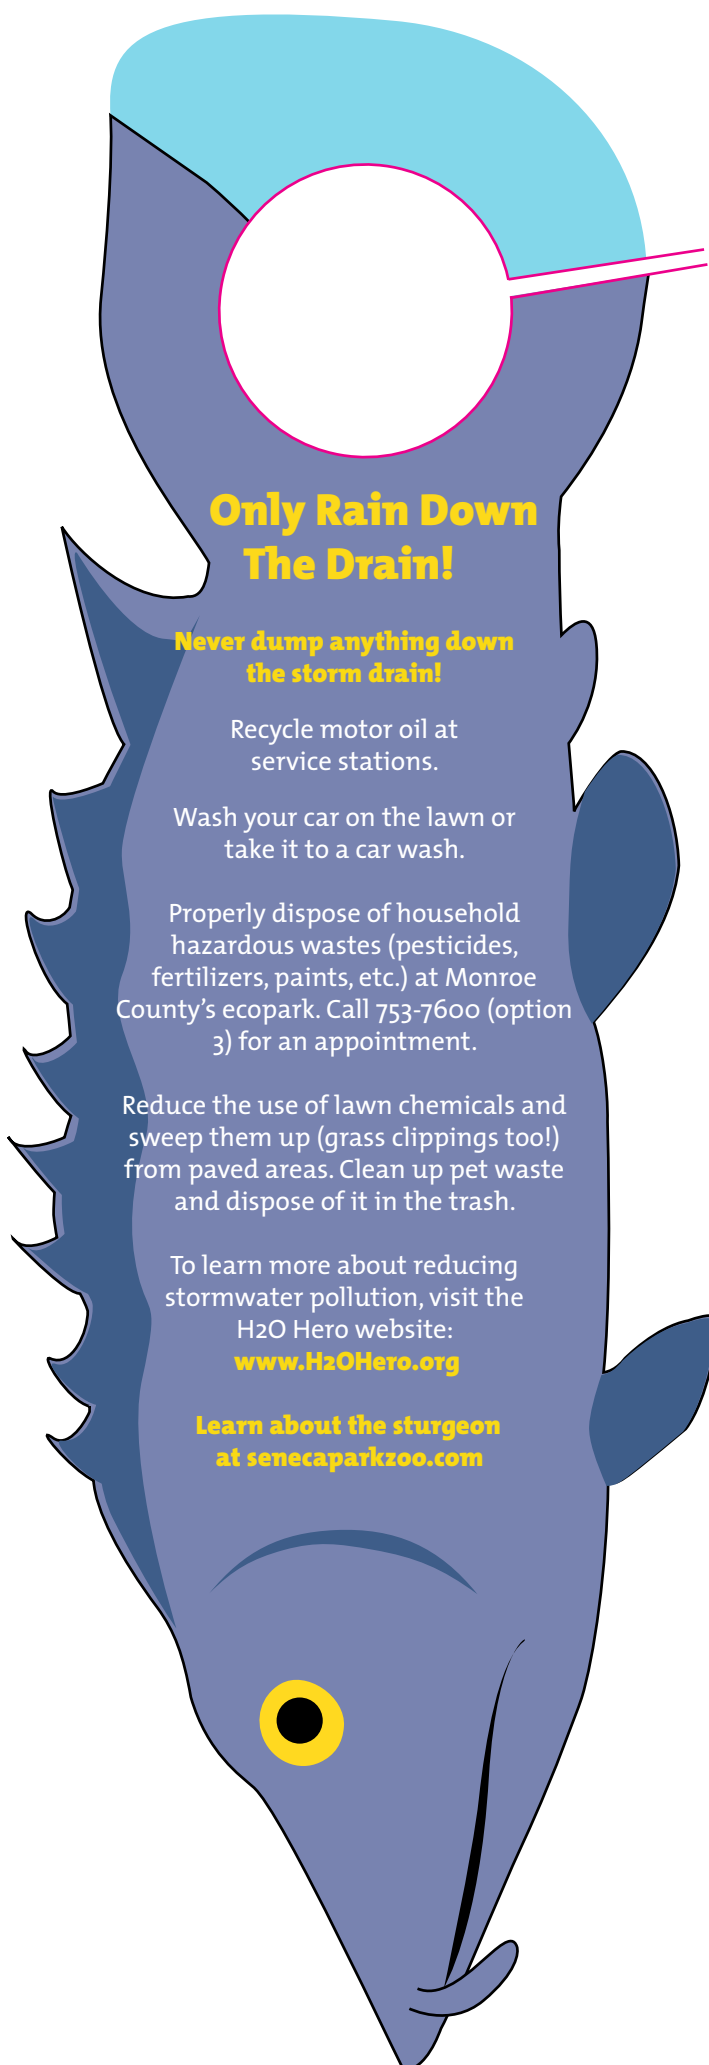 Only Rain Down
The Drain!
Never dump anything down
the storm drain!
Recycle motor oil at
service stations.
Wash your car on the lawn or
take it to a car wash.
Properly dispose of household
hazardous wastes (pesticides,
fertilizers, paints, etc.) at Monroe
County’s ecopark. Call 753-7600 (option
3) for an appointment.
Reduce the use of lawn chemicals and
sweep them up (grass clippings too!)
from paved areas. Clean up pet waste
and dispose of it in the trash.
To learn more about reducing
stormwater pollution, visit the
H2O Hero website:
www.H2OHero.org
Learn about the sturgeon
at senecaparkzoo.com